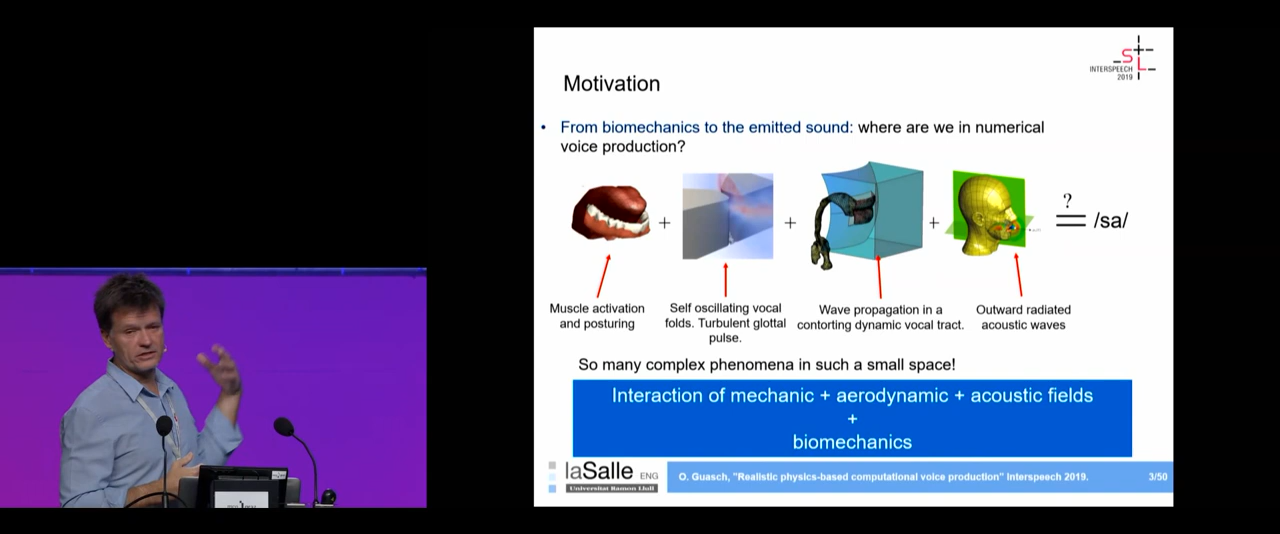 INTERSPEECH
2019
Motivation
• From biomechanics to the emitted sound: where are we in numerical
voice production?
+ + + ? = /sa/
Muscle activation
and posturing
Self oscillating vocal
folds. Turbulent glottal
pulse.
Wave propagation in a
contorting dynamic vocal tract.
Outward radiated
acoustic waves
So many complex phenomena in such a small space!
Interaction of mechanic + aerodynamic + acoustic fields
+
biomechanics
laSalle ENG
Universitat Ramon Llull
O. Guasch, "Realistic physics-based computational voice production" Interspeech 2019.
3/50